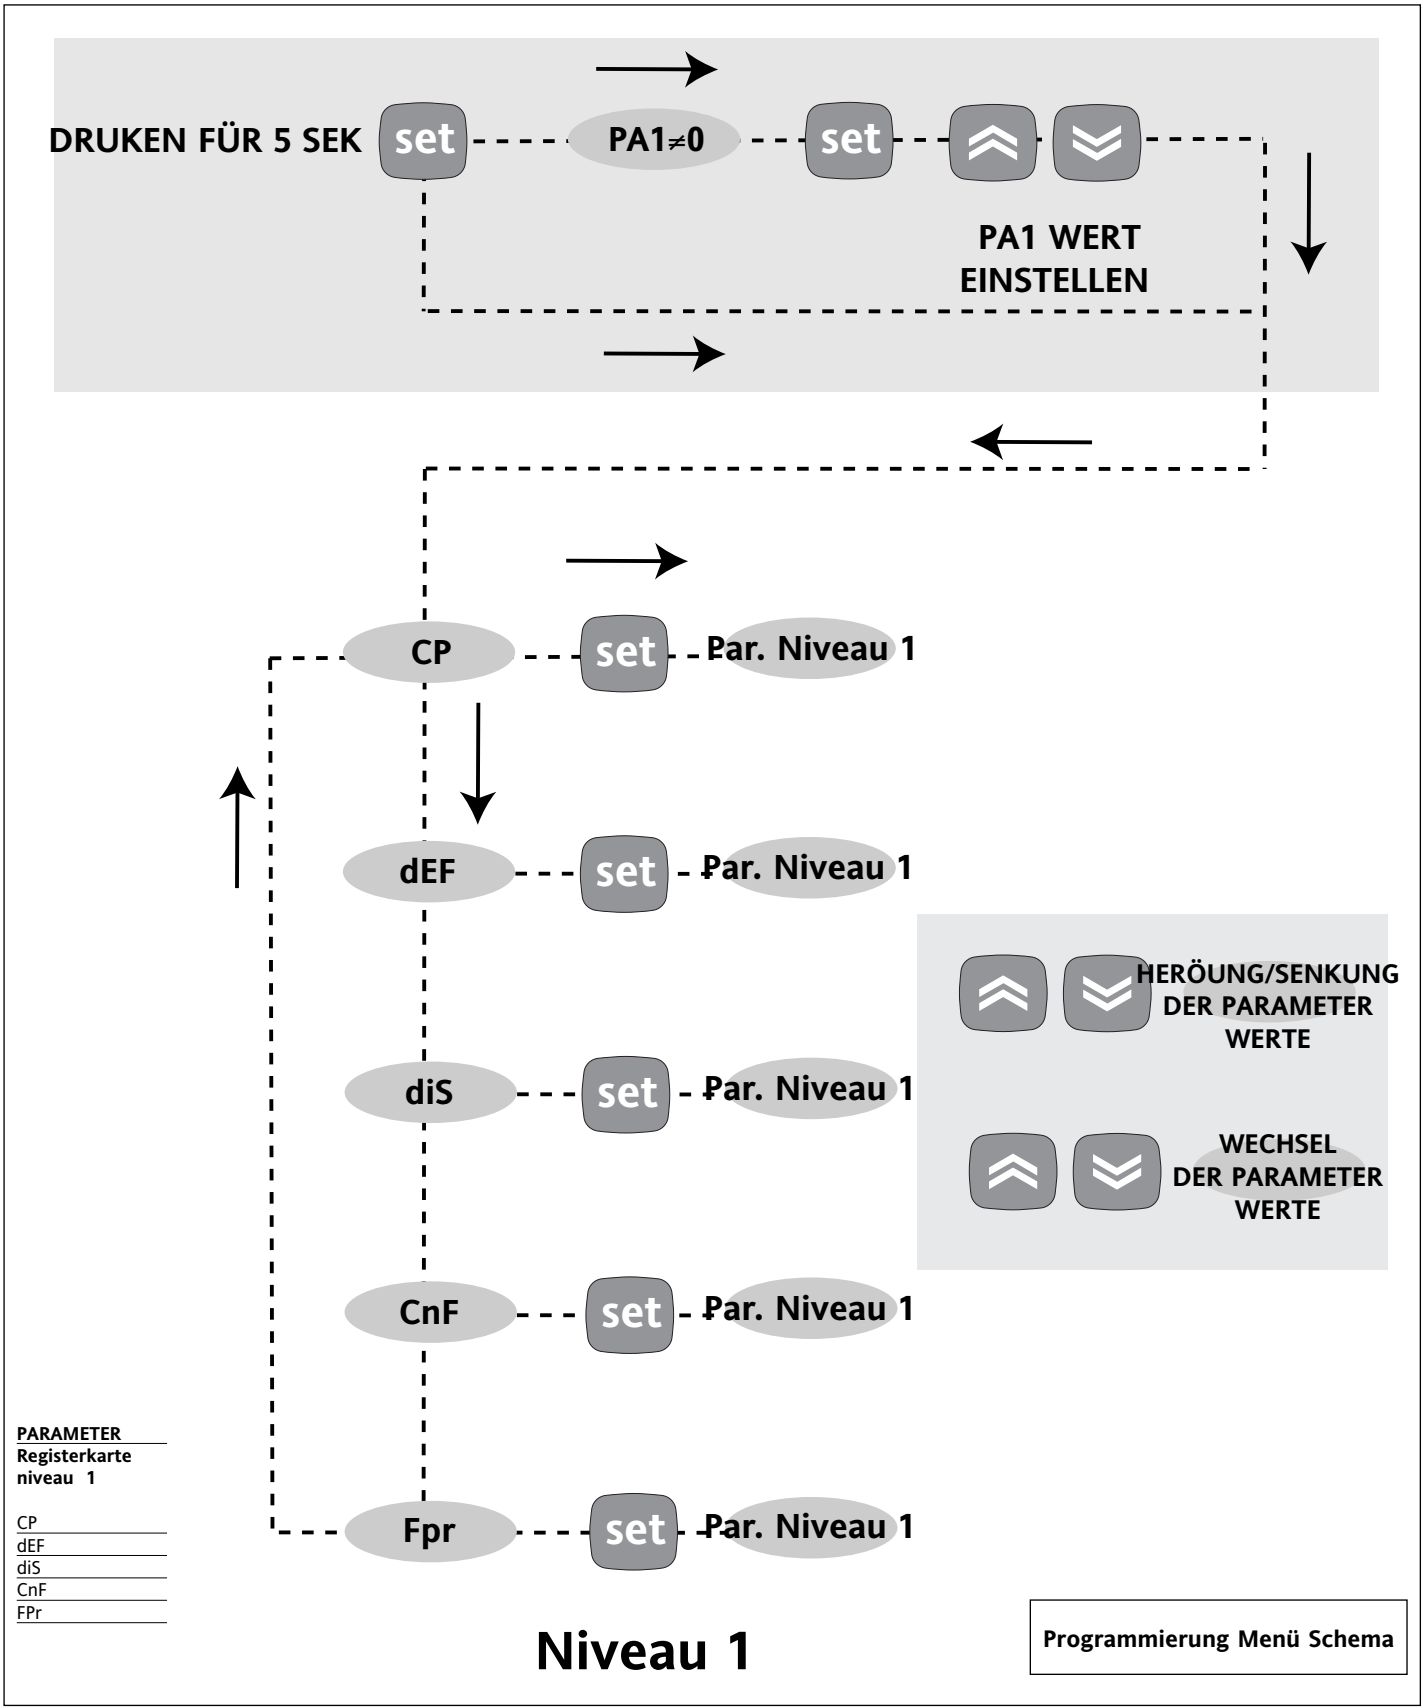 DRUKEN FÜR 5 SEK set PA1≠0 set
PA1 WERT
EINSTELLEN
CP set Par. Niveau 1
dEF set Par. Niveau 1
HERÖUNG/SENKUNG
DER PARAMETER
WERTE
diS set Par. Niveau 1
WECHSEL
DER PARAMETER
WERTE
CnF set Par. Niveau 1
PARAMETER
Registerkarte
niveau 1
Fpr set Par. Niveau 1
CP
dEF
diS
CnF
FPr
Niveau 1
Programmierung Menü Schema